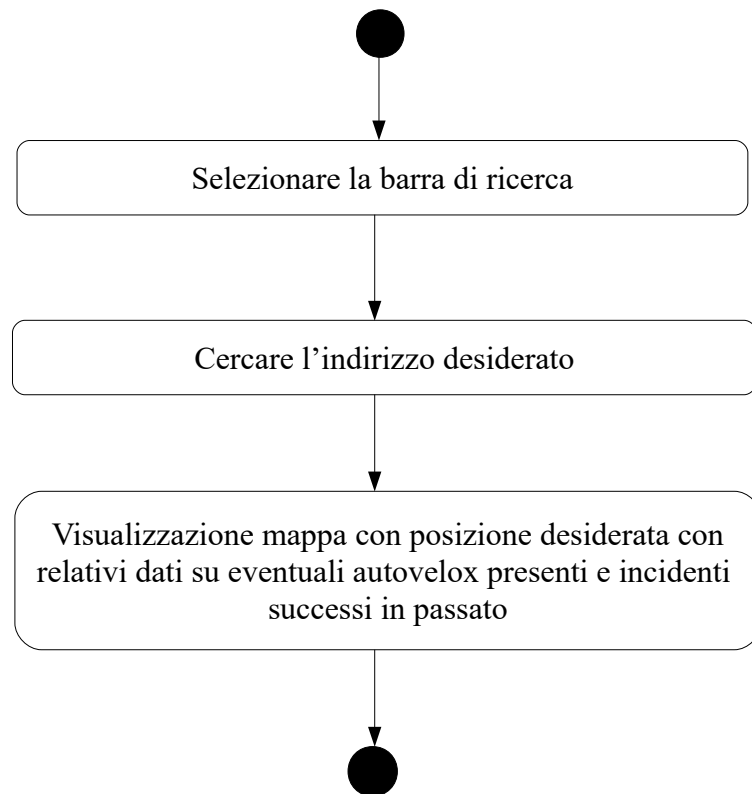 Selezionare la barra di ricerca
Cercare l’indirizzo desiderato
Visualizzazione mappa con posizione desiderata con
relativi dati su eventuali autovelox presenti e incidenti
successi in passato